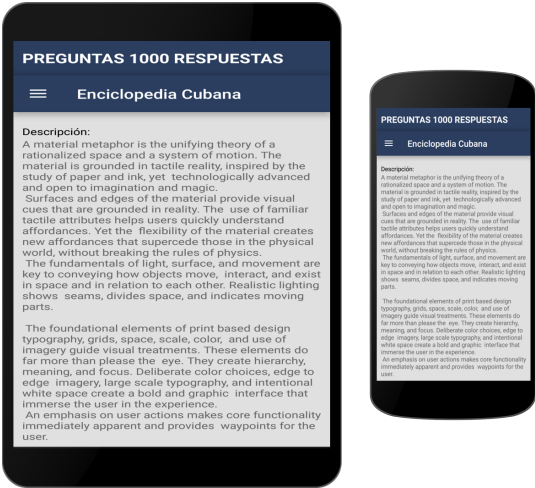 PREGUNTAS 1000 RESPUESTAS
Enciclopedia Cubana
Descripción:
A material metaphor is the unifying theory of a
rationalized space and a system of motion. The
material is grounded in tactile reality, inspired by the
study of paper and ink, yet technologically advanced
and open to imagination and magic.
Surfaces and edges of the material provide visual
cues that are grounded in reality. The use of familiar
tactile attributes helps users quickly understand
affordances. Yet the flexibility of the material creates
new affordances that supercede those in the physical
world, without breaking the rules of physics.
The fundamentals of light, surface, and movement are
key to conveying how objects move, interact, and exist
in space and in relation to each other. Realistic lighting
shows seams, divides space, and indicates moving
parts.
The foundational elements of print based design
typography, grids, space, scale, color, and use of
imagery guide visual treatments. These elements do
far more than please the eye. They create hierarchy,
meaning, and focus. Deliberate color choices, edge to
edge imagery, large scale typography, and intentional
white space create a bold and graphic interface that
immerse the user in the experience.
An emphasis on user actions makes core functionality
immediately apparent and provides waypoints for the
user.
PREGUNTAS 1000 RESPUESTAS
Enciclopedia Cubana
Descripción:
A material metaphor is the unifying theory of a
rationalized space and a system of motion. The
material is grounded in tactile reality, inspired by the
study of paper and ink, yet technologically advanced
and open to imagination and magic.
Surfaces and edges of the material provide visual
cues that are grounded in reality. The use of familiar
tactile attributes helps users quickly understand
affordances. Yet the flexibility of the material creates
new affordances that supercede those in the physical
world, without breaking the rules of physics.
The fundamentals of light, surface, and movement are
key to conveying how objects move, interact, and exist
in space and in relation to each other. Realistic lighting
shows seams, divides space, and indicates moving
parts.
The foundational elements of print based design
typography, grids, space, scale, color, and use of
imagery guide visual treatments. These elements do
far more than please the eye. They create hierarchy,
meaning, and focus. Deliberate color choices, edge to
edge imagery, large scale typography, and intentional
white space create a bold and graphic interface that
immerse the user in the experience.
An emphasis on user actions makes core functionality
immediately apparent and provides waypoints for the
user.